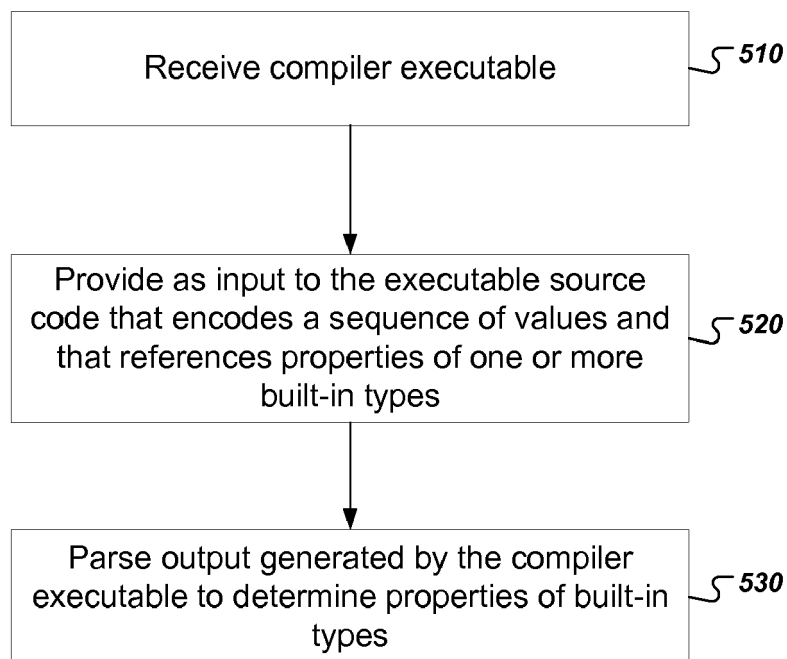 Receive compiler executable
510
Provide as input to the executable source
code that encodes a sequence of values and
that references properties of one or more
built-in types
520
Parse output generated by the compiler
executable to determine properties of built-in
types
530